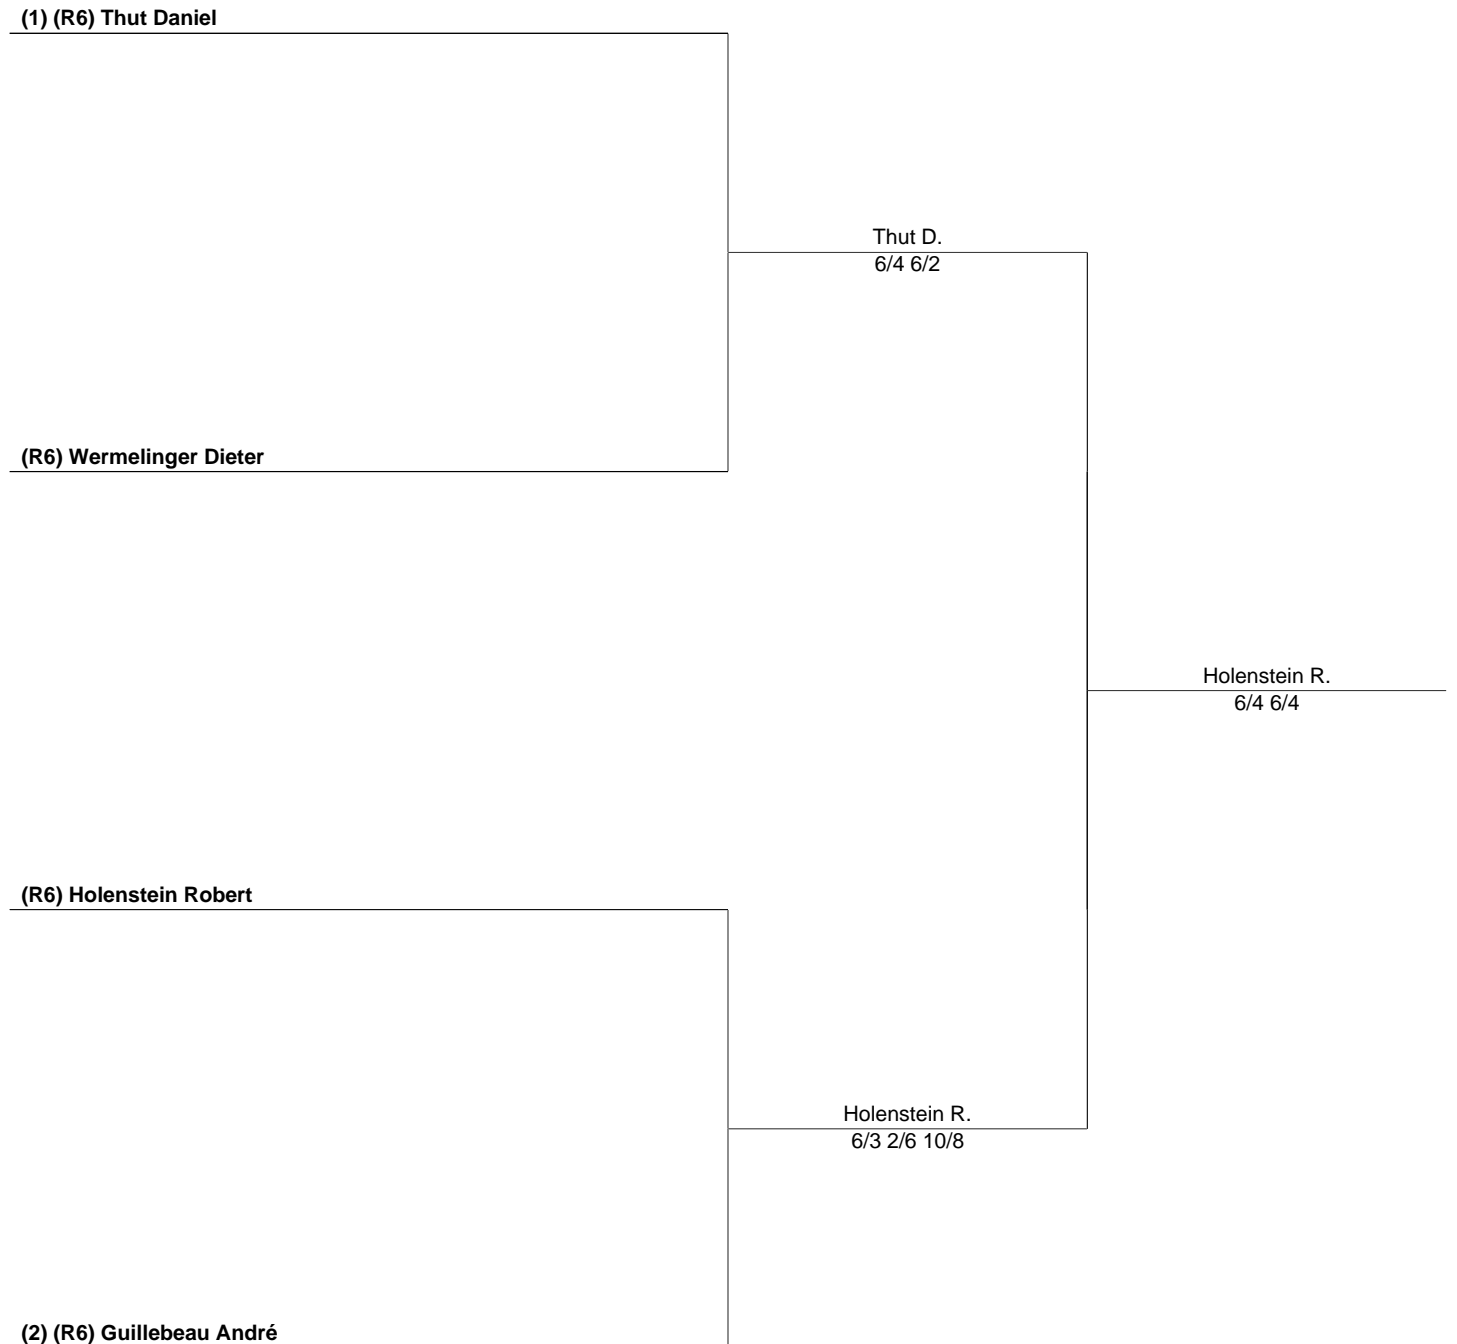 (1) (R6) Thut Daniel
Thut D.
6/4 6/2
(R6) Wermelinger Dieter
Holenstein R.
6/4 6/4
(R6) Holenstein Robert
Holenstein R.
6/3 2/6 10/8
(2) (R6) Guillebeau André